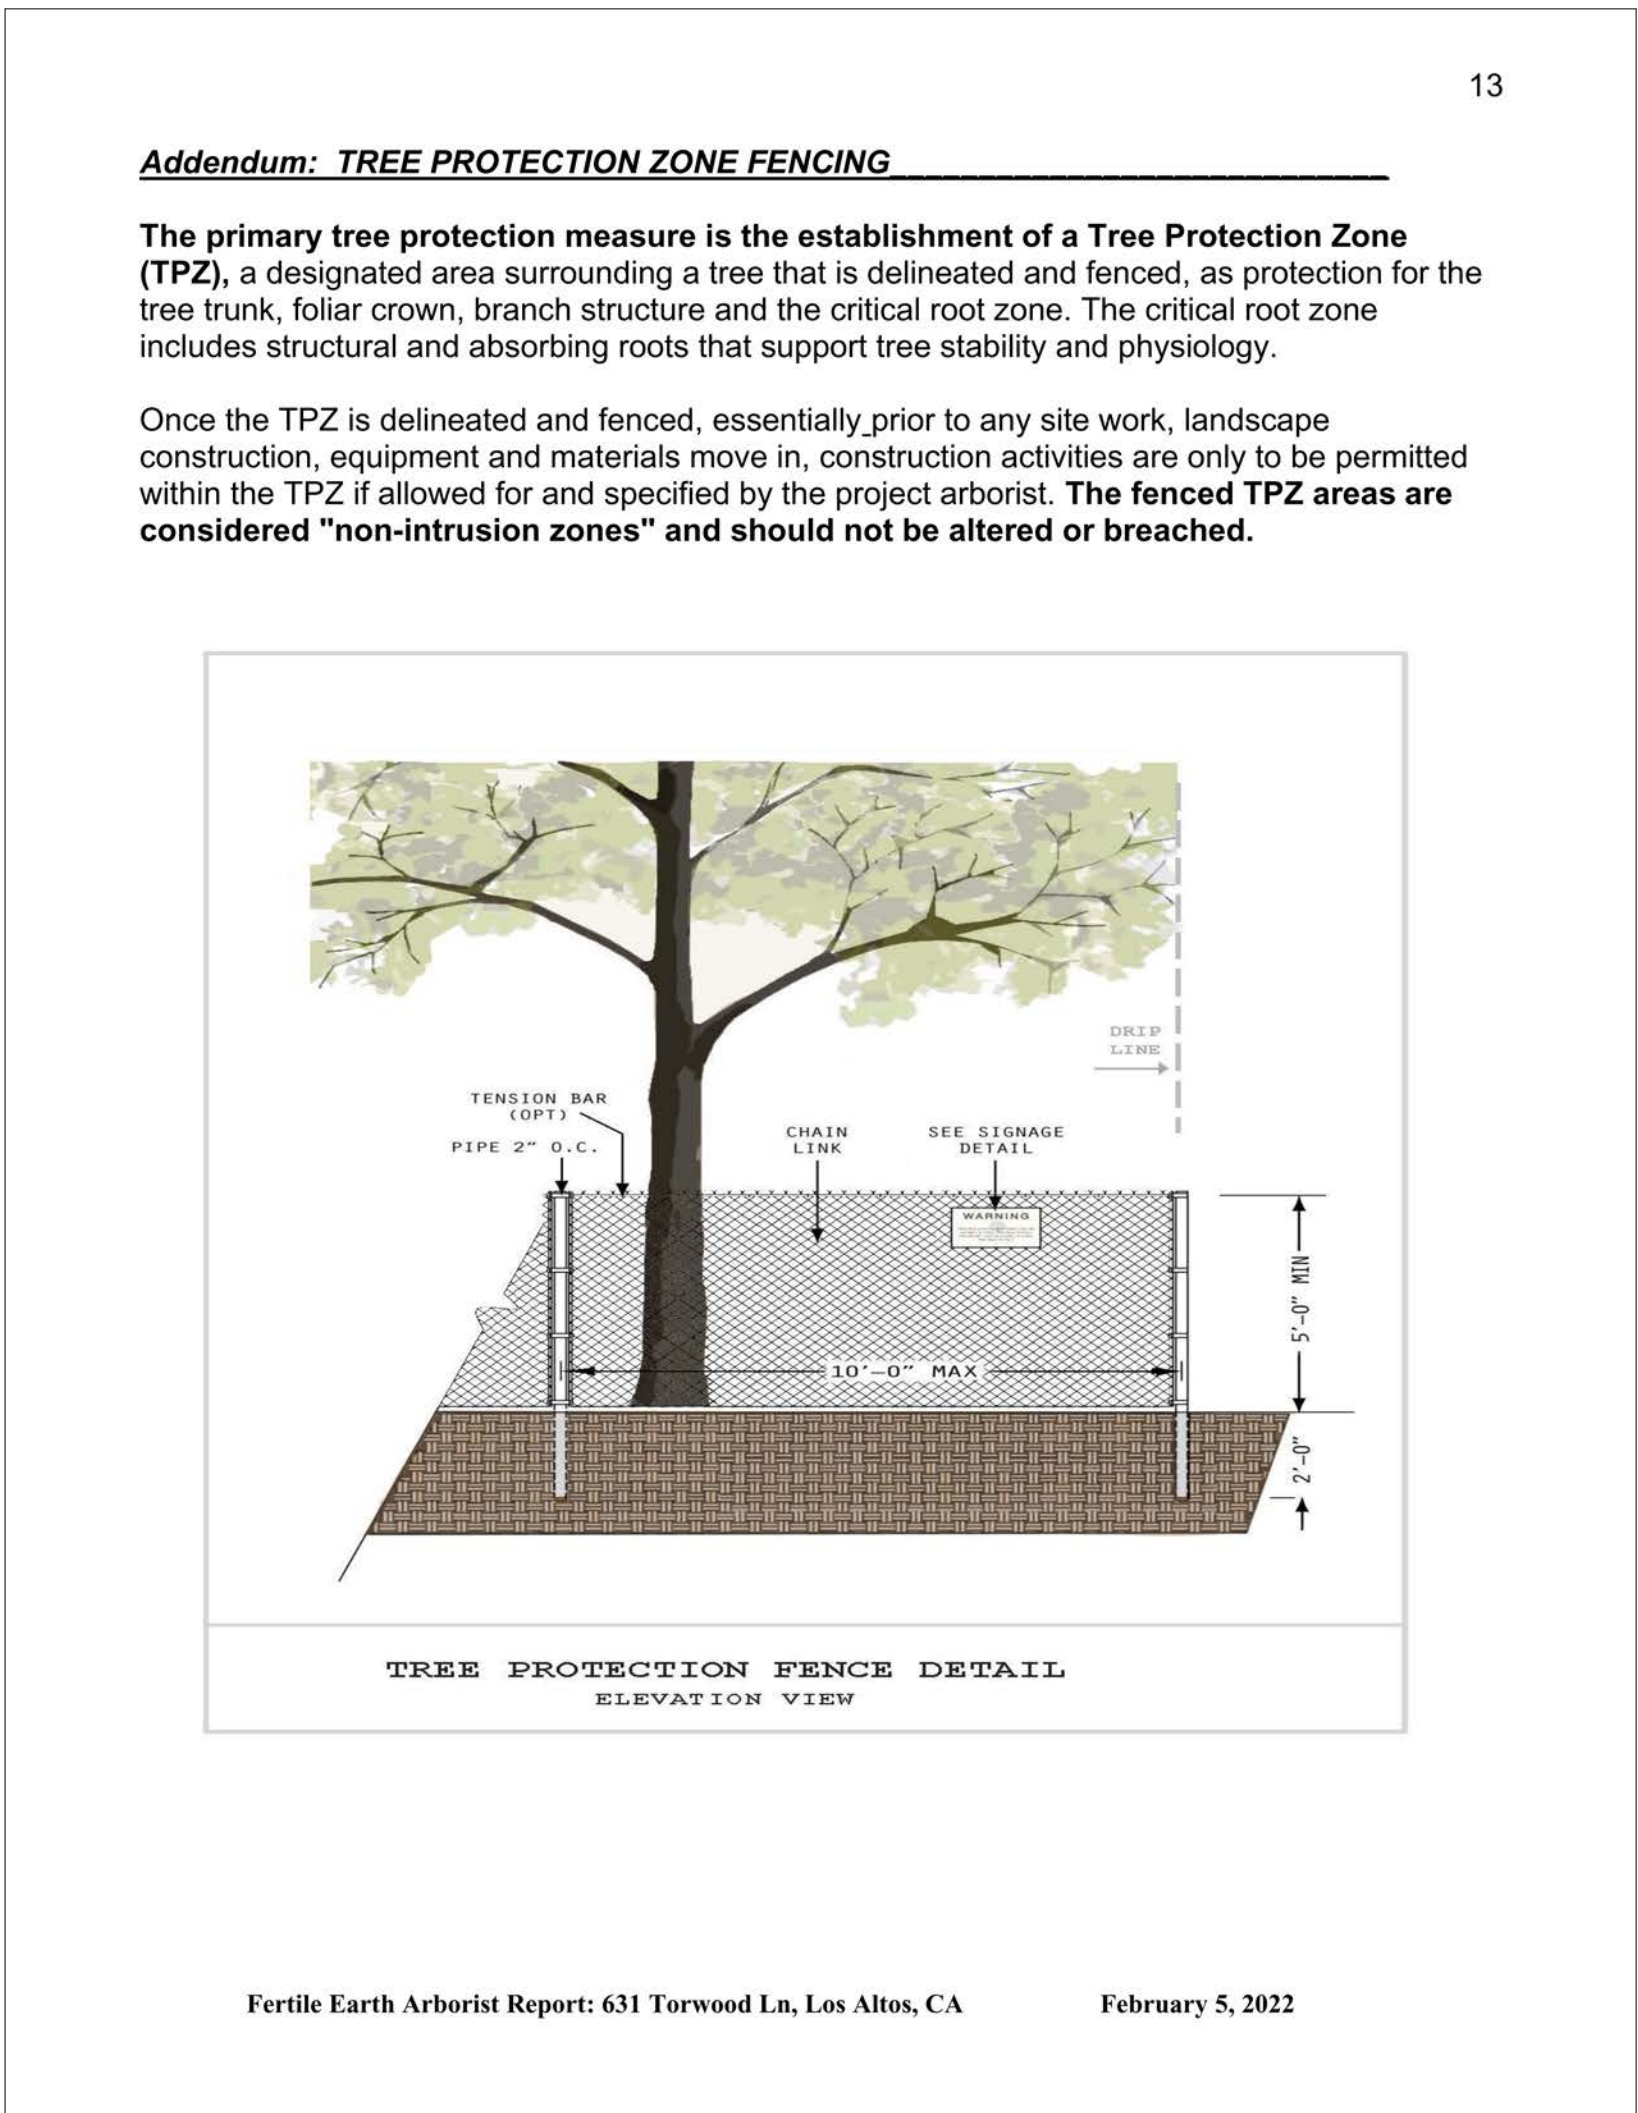 13
Addendum: TREE PROTECTION ZONE FENCING____________________________
The primary tree protection measure is the establishment of a Tree Protection Zone
(TPZ), a designated area surrounding a tree that is delineated and fenced, as protection for the
tree trunk, foliar crown, branch structure and the critical root zone. The critical root zone
includes structural and absorbing roots that support tree stability and physiology.
Once the TPZ is delineated and fenced, essentially prior to any site work, landscape
construction, equipment and materials move in, construction activities are only to be permitted
within the TPZ if allowed for and specified by the project arborist. The fenced TPZ areas are
considered "non-intrusion zones" and should not be altered or breached.
DRIP
LINE
TENSION BAR
(OPT)
PIPE 2" O.C.
CHAIN
LINK
SEE SIGNAGE
DETAIL
WARNING
5'-0" MIN
10'-0" MAX
2'-0"
TREE PROTECTION FENCE DETAIL
ELEVATION VIEW
Fertile Earth Arborist Report: 631 Torwood Ln, Los Altos, CA February 5, 2022